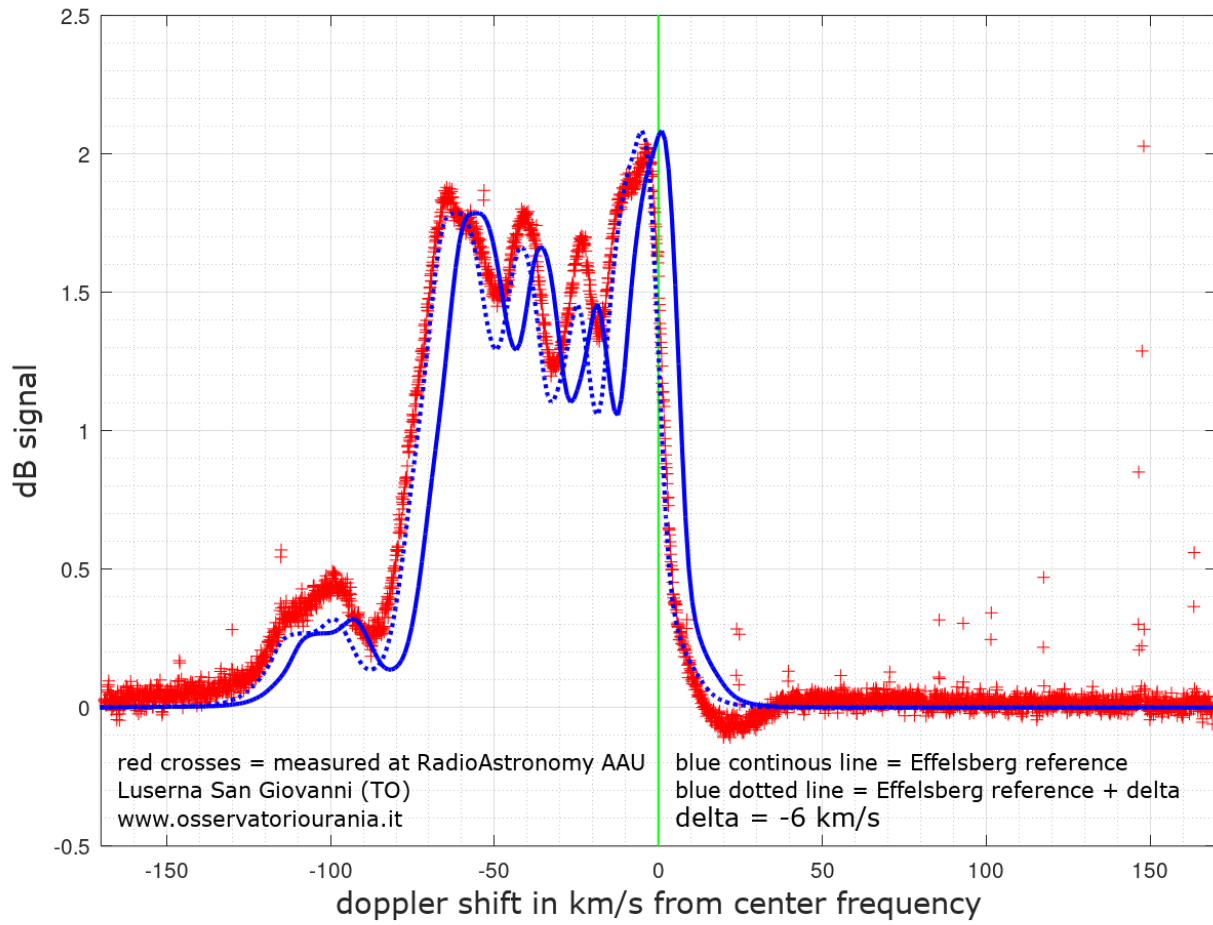 2.5
2
1.5
1
0.5
0
-0.5
dB signal
red crosses = measured at RadioAstronomy AAU
Luserna San Giovanni (TO)
www.osservatoriourania.it
blue continous line = Effelsberg reference
blue dotted line = Effelsberg reference + delta
delta = -6 km/s
-150 -100 -50 0 50 100 150
doppler shift in km/s from center frequency